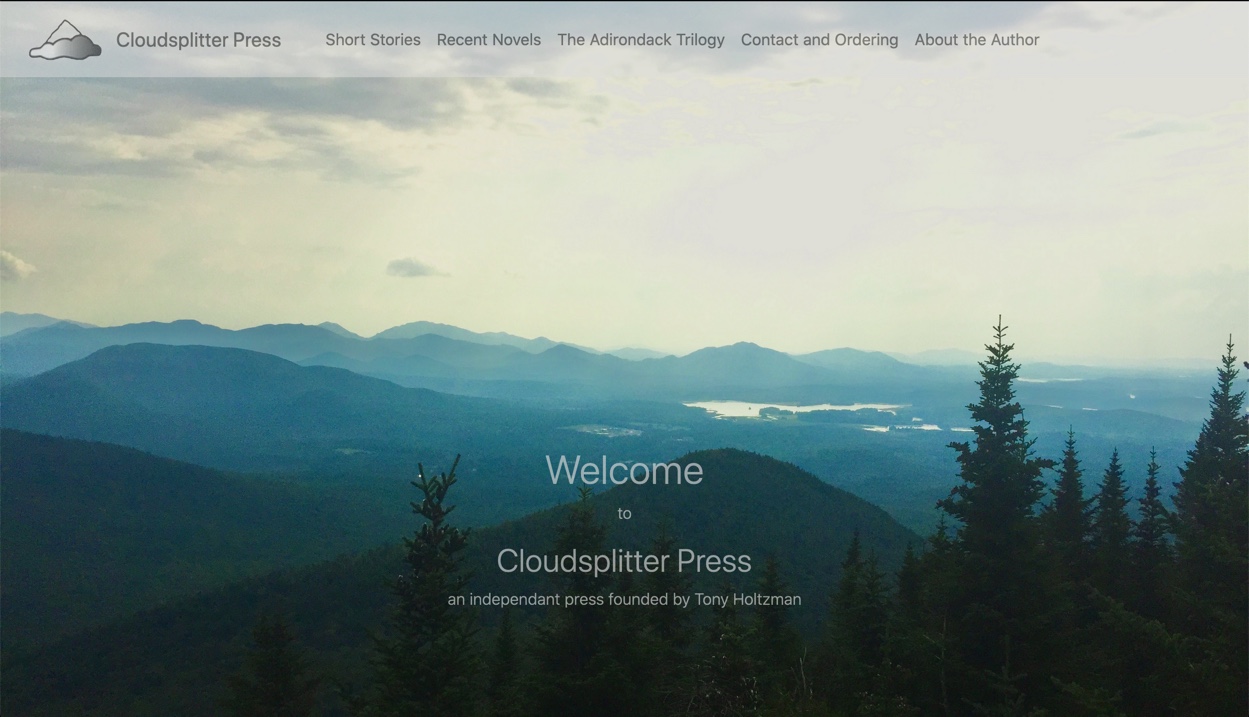 Cloudsplitter Press
Short Stories Recent Novels The Adirondack Trilogy Contact and Ordering About the Author
Welcome
to
Cloudsplitter Press
an independant press founded by Tony Holtzman